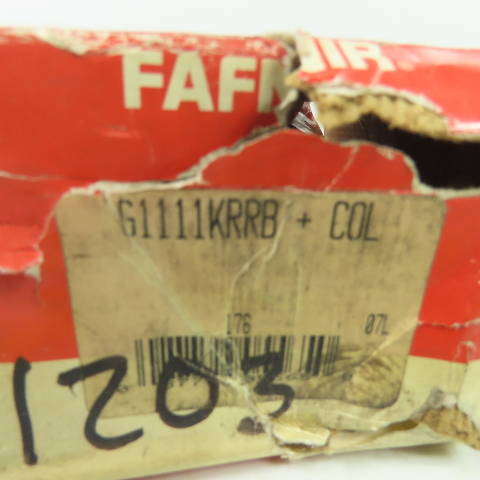 FAFNIR.
G1111KRRB + COL
176 07L
1203